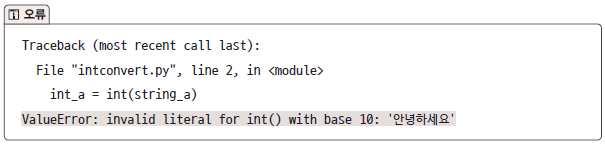 오류
Traceback (most recent call last):
File "intconvert.py", line 2, in <module>
int_a = int(string_a)
ValueError: invalid literal for int() with base 10: '안녕하세요'